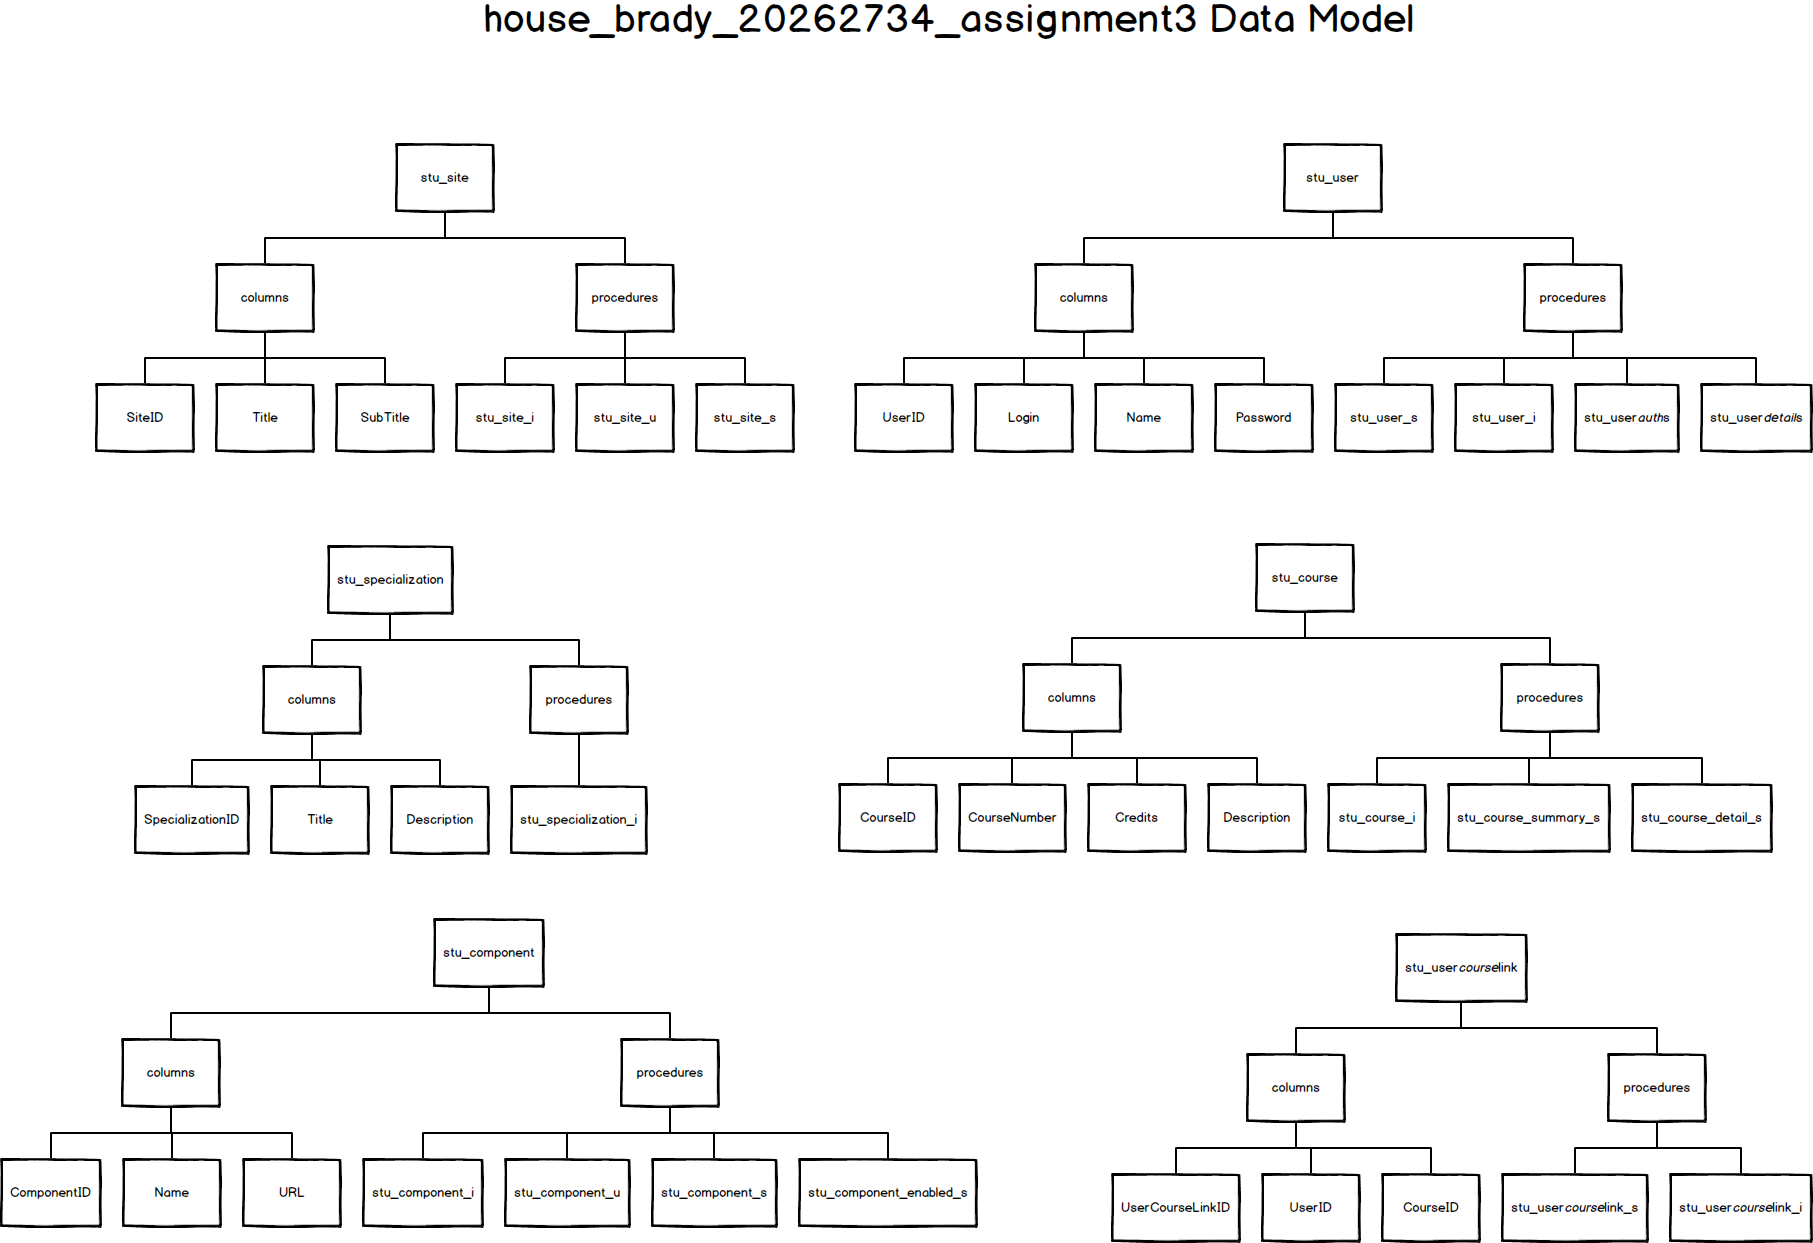 house_brady_20262734_assignment3 Data Model
stu_site
stu_user
columns
procedures
columns
procedures
SiteID
Title
SubTitle
stu_site_i
stu_site_u
stu_site_s
UserID
Login
Name
Password
stu_user_s
stu_user_i
stu_userauths
stu_userdetails
stu_specialization
stu_course
columns
procedures
columns
procedures
SpecializationID
Title
Description
stu_specialization_i
CourseID
CourseNumber
Credits
Description
stu_course_i
stu_course_summary_s
stu_course_detail_s
stu_component
stu_usercourselink
columns
procedures
columns
procedures
ComponentID
Name
URL
stu_component_i
stu_component_u
stu_component_s
stu_component_enabled_s
UserCourseLinkID
UserID
CourseID
stu_usercourselink_s
stu_usercourselink_i